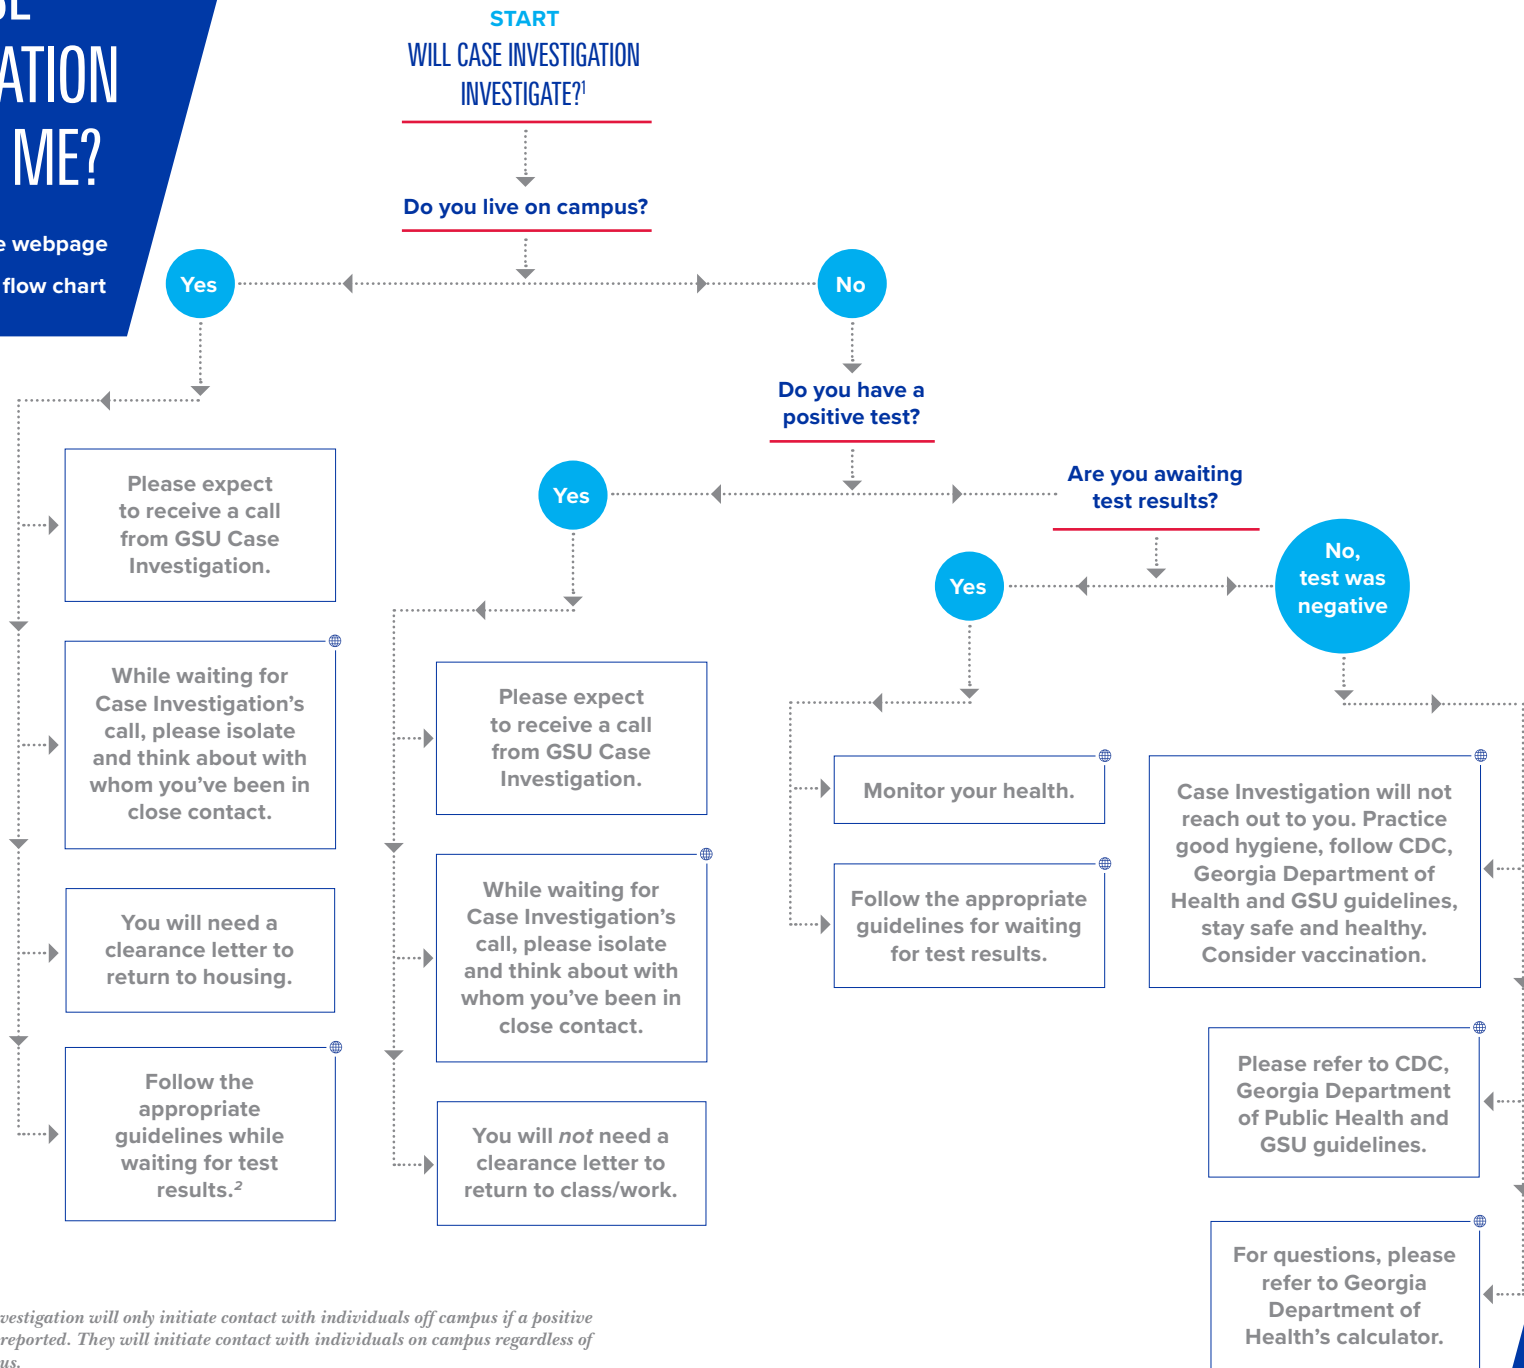 ATION
ME?
e webpage
flow chart
START
WILL CASE INVESTIGATION
INVESTIGATE?¹
Do you live on campus?
Yes
No
Please expect
to receive a call
from GSU Case
Investigation.
While waiting for
Case Investigation’s
call, please isolate
and think about with
whom you’ve been in
close contact.
You will need a
clearance letter to
return to housing.
Follow the
appropriate
guidelines while
waiting for test
results.²
Do you have a
positive test?
Yes
Please expect
to receive a call
from GSU Case
Investigation.
While waiting for
Case Investigation’s
call, please isolate
and think about with
whom you’ve been in
close contact.
You will not need a
clearance letter to
return to class/work.
Are you awaiting
test results?
Yes
Monitor your health.
Follow the appropriate
guidelines for waiting
for test results.
No,
test was
negative
Case Investigation will not
reach out to you. Practice
good hygiene, follow CDC,
Georgia Department of
Health and GSU guidelines,
stay safe and healthy.
Consider vaccination.
Please refer to CDC,
Georgia Department
of Public Health and
GSU guidelines.
For questions, please
refer to Georgia
Department of
Health’s calculator.
vestigation will only initiate contact with individuals off campus if a positive
reported. They will initiate contact with individuals on campus regardless of
us.